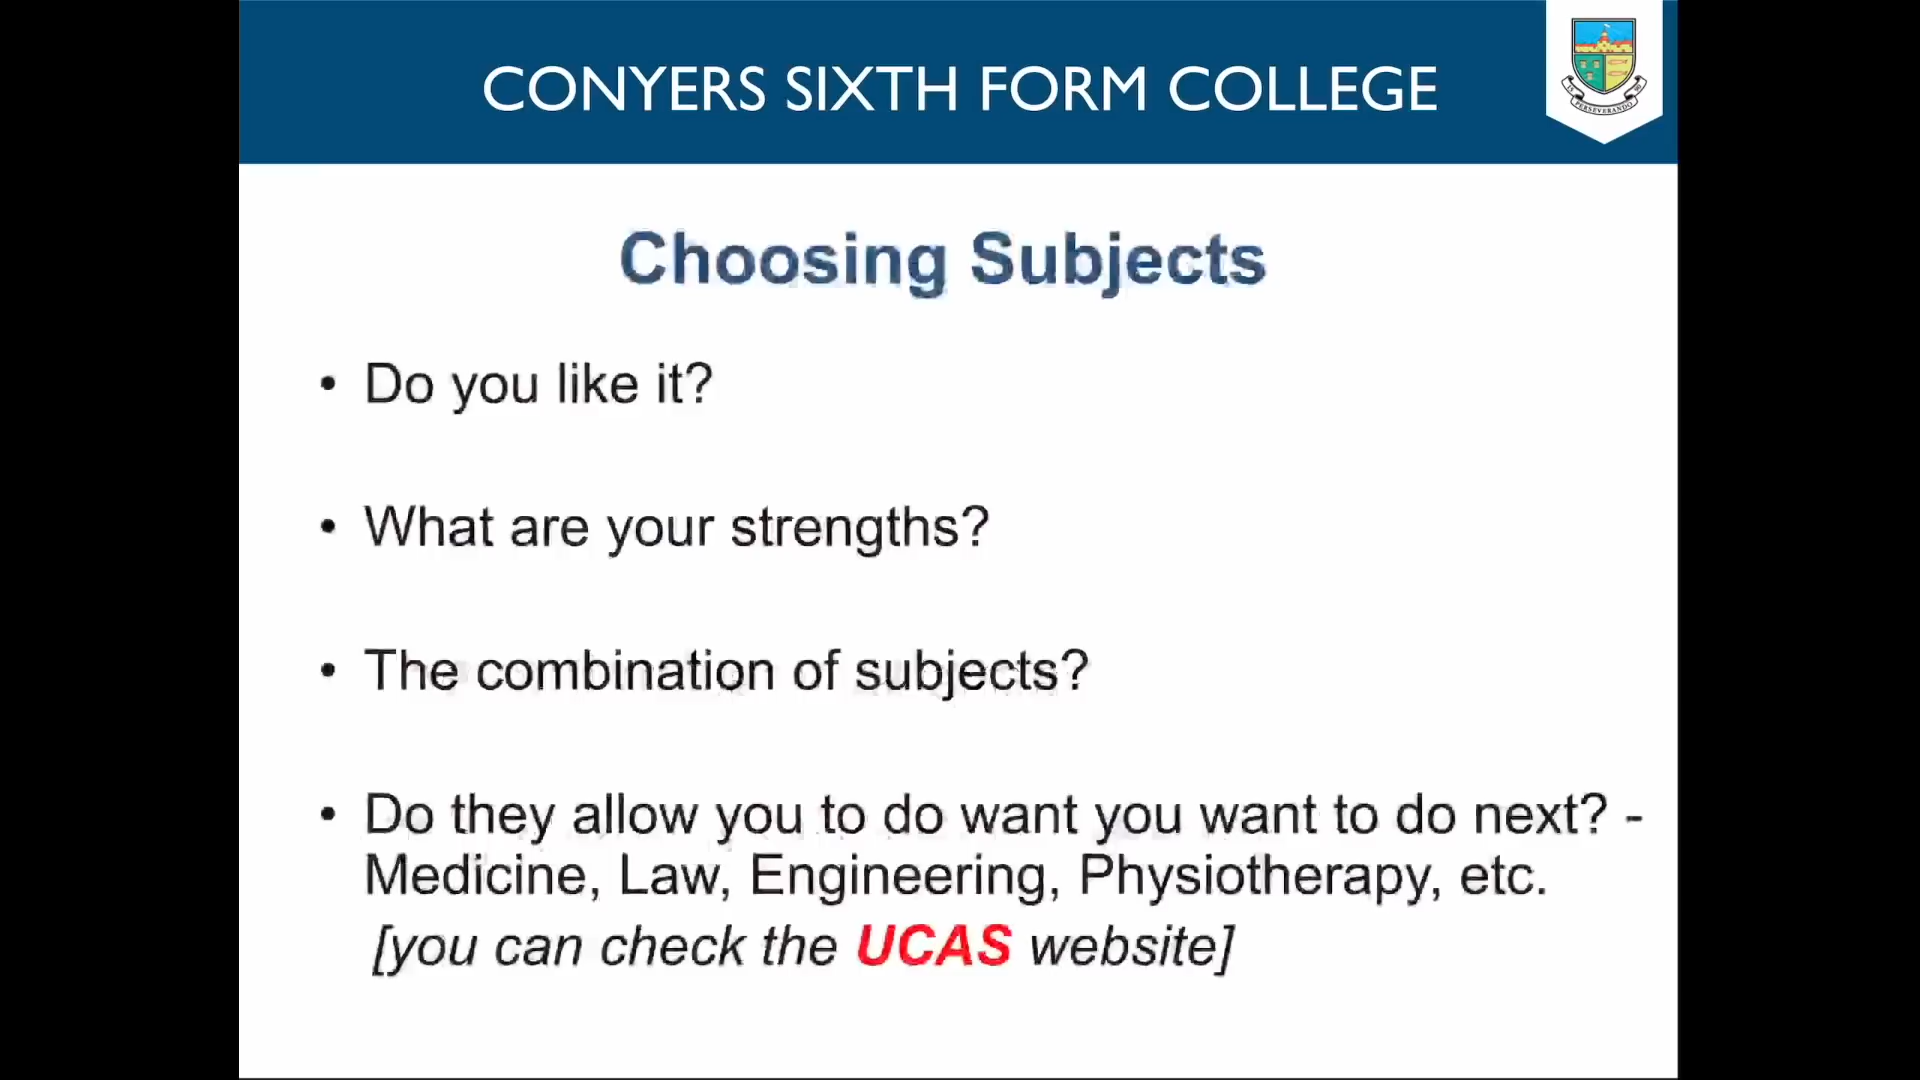 CONYERS SIXTH FORM COLLEGE
PERSEVERANDO
Choosing Subjects
• Do you like it?
• What are your strengths?
• The combination of subjects?
• Do they allow you to do want you want to do next? -
Medicine, Law, Engineering, Physiotherapy, etc.
[you can check the UCAS website]